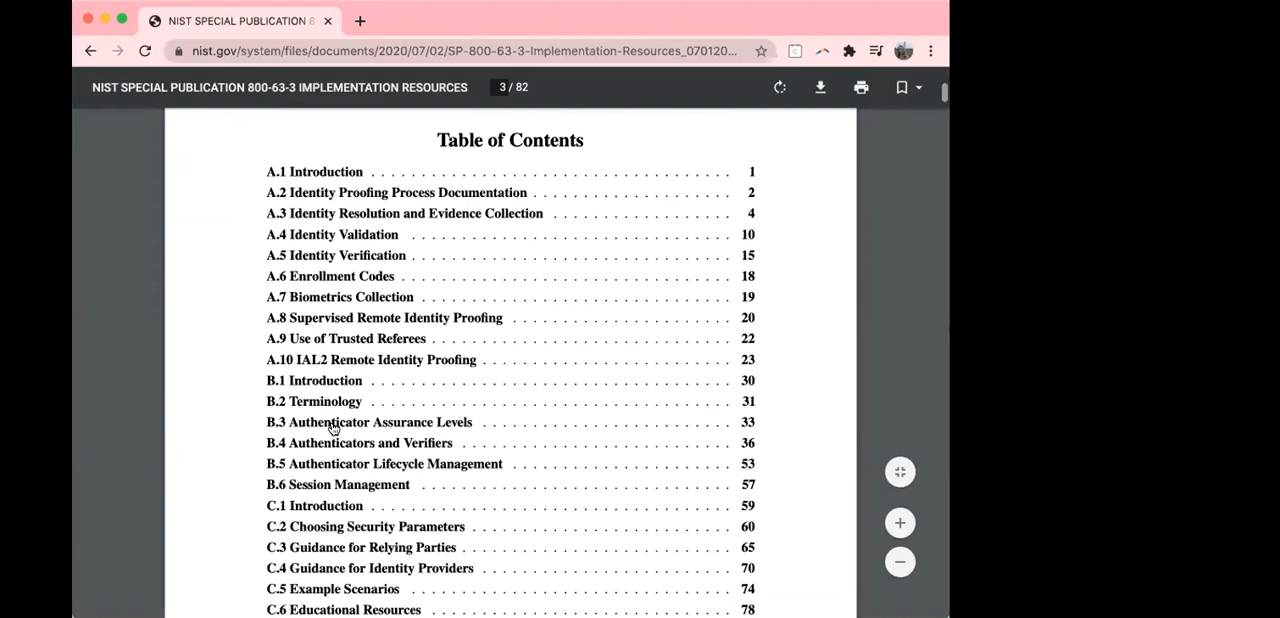 NIST SPECIAL PUBLICATION 8
nist.gov/system/files/documents/2020/07/02/SP-800-63-3-Implementation-Resources_070120...
NIST SPECIAL PUBLICATION 800-63-3 IMPLEMENTATION RESOURCES 3 / 82
Table of Contents
A.1 Introduction . . . . . . . . . . . . . . . . . . . . . . . . . . . . . . 1
A.2 Identity Proofing Process Documentation . . . . . . . . . . . . . . . . 2
A.3 Identity Resolution and Evidence Collection . . . . . . . . . . . . . . 4
A.4 Identity Validation . . . . . . . . . . . . . . . . . . . . . . . . . . 10
A.5 Identity Verification . . . . . . . . . . . . . . . . . . . . . . . . . . 15
A.6 Enrollment Codes . . . . . . . . . . . . . . . . . . . . . . . . . . . 18
A.7 Biometrics Collection . . . . . . . . . . . . . . . . . . . . . . . . . 19
A.8 Supervised Remote Identity Proofing . . . . . . . . . . . . . . . . . . 20
A.9 Use of Trusted Referees . . . . . . . . . . . . . . . . . . . . . . . . 22
A.10 IAL2 Remote Identity Proofing . . . . . . . . . . . . . . . . . . . . 23
B.1 Introduction . . . . . . . . . . . . . . . . . . . . . . . . . . . . . . 30
B.2 Terminology . . . . . . . . . . . . . . . . . . . . . . . . . . . . . . 31
B.3 Authenticator Assurance Levels . . . . . . . . . . . . . . . . . . . . 33
B.4 Authenticators and Verifiers . . . . . . . . . . . . . . . . . . . . . . 36
B.5 Authenticator Lifecycle Management . . . . . . . . . . . . . . . . . . 53
B.6 Session Management . . . . . . . . . . . . . . . . . . . . . . . . . . 57
C.1 Introduction . . . . . . . . . . . . . . . . . . . . . . . . . . . . . . 59
C.2 Choosing Security Parameters . . . . . . . . . . . . . . . . . . . . . 60
C.3 Guidance for Relying Parties . . . . . . . . . . . . . . . . . . . . . . 65
C.4 Guidance for Identity Providers . . . . . . . . . . . . . . . . . . . . 70
C.5 Example Scenarios . . . . . . . . . . . . . . . . . . . . . . . . . . . 74
C.6 Educational Resources . . . . . . . . . . . . . . . . . . . . . . . . . 78